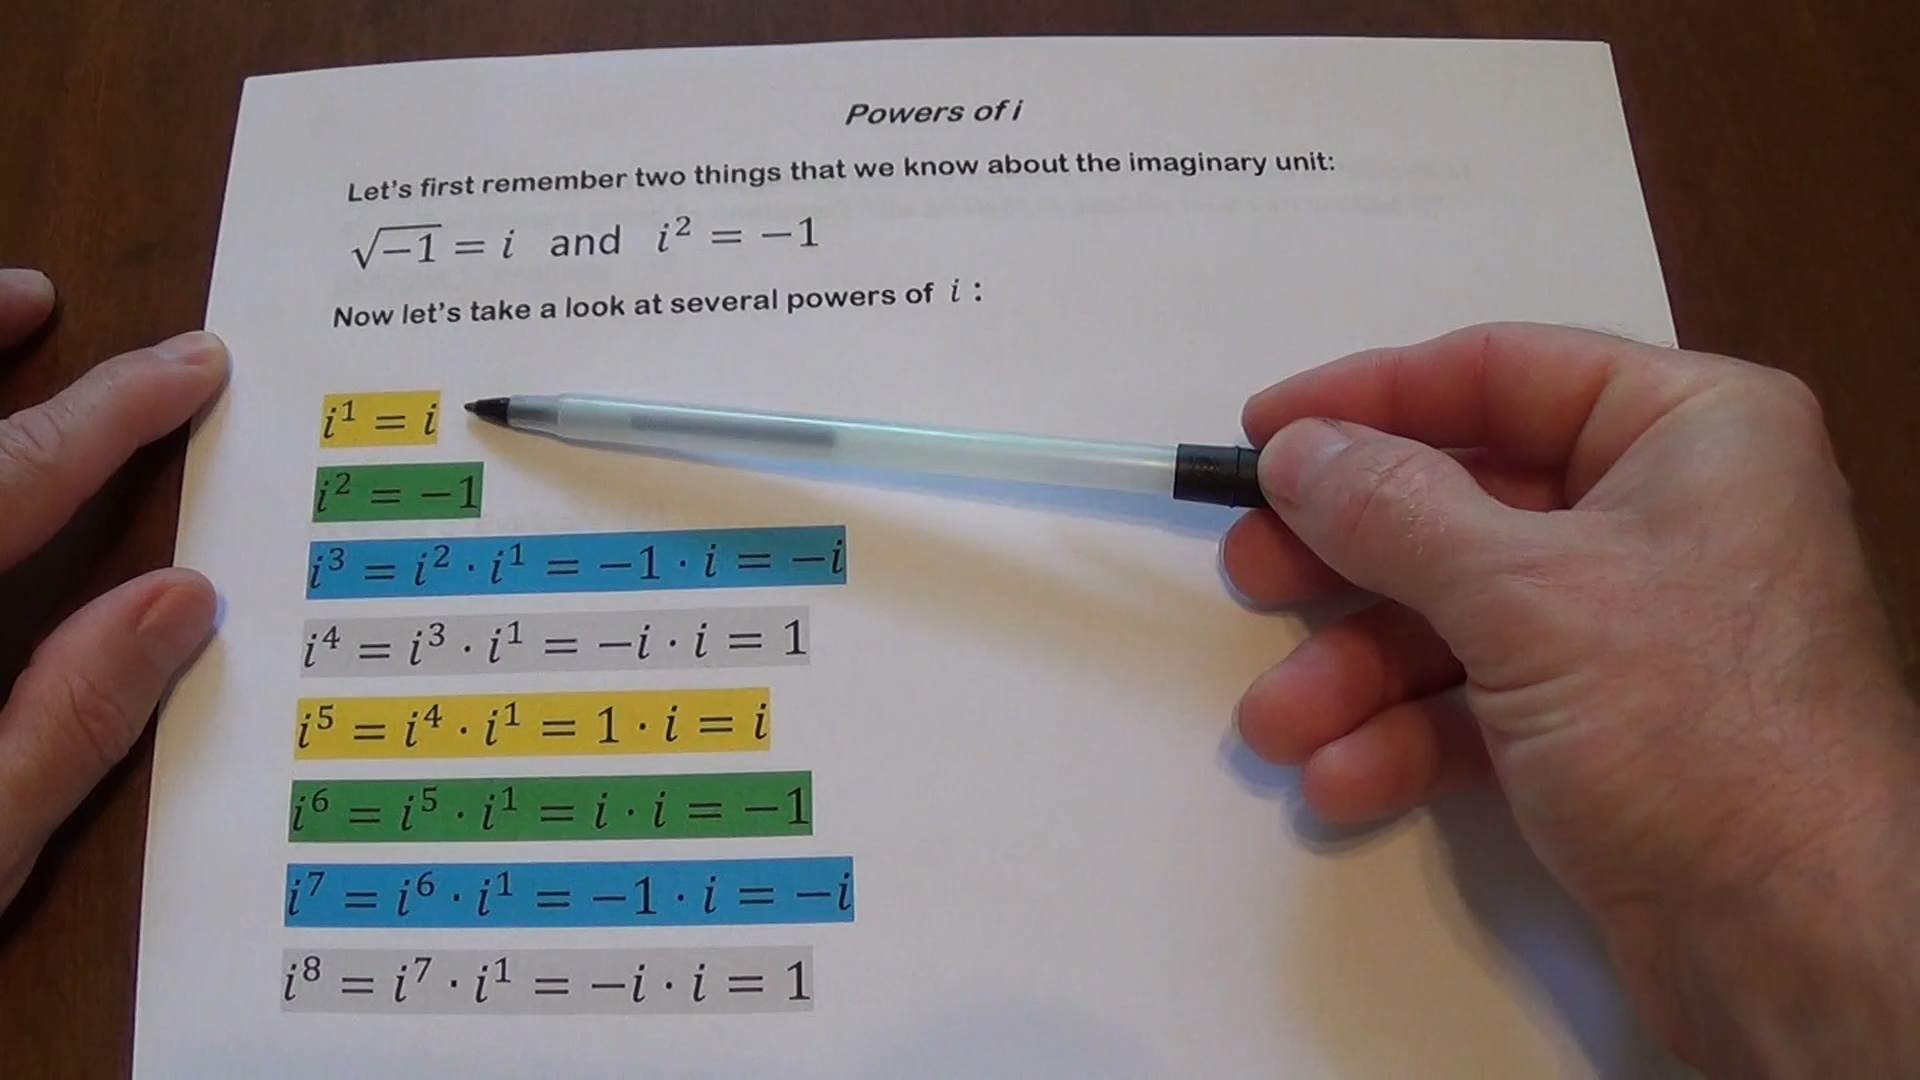 Powers of i
Let's first remember two things that we know about the imaginary unit:
√−1 = i and i² = −1
Now let's take a look at several powers of i :
i¹ = i
i² = −1
i³ = i² · i¹ = −1 · i = −i
i⁴ = i³ · i¹ = −i · i = 1
i⁵ = i⁴ · i¹ = 1 · i = i
i⁶ = i⁵ · i¹ = i · i = −1
i⁷ = i⁶ · i¹ = −1 · i = −i
i⁸ = i⁷ · i¹ = −i · i = 1